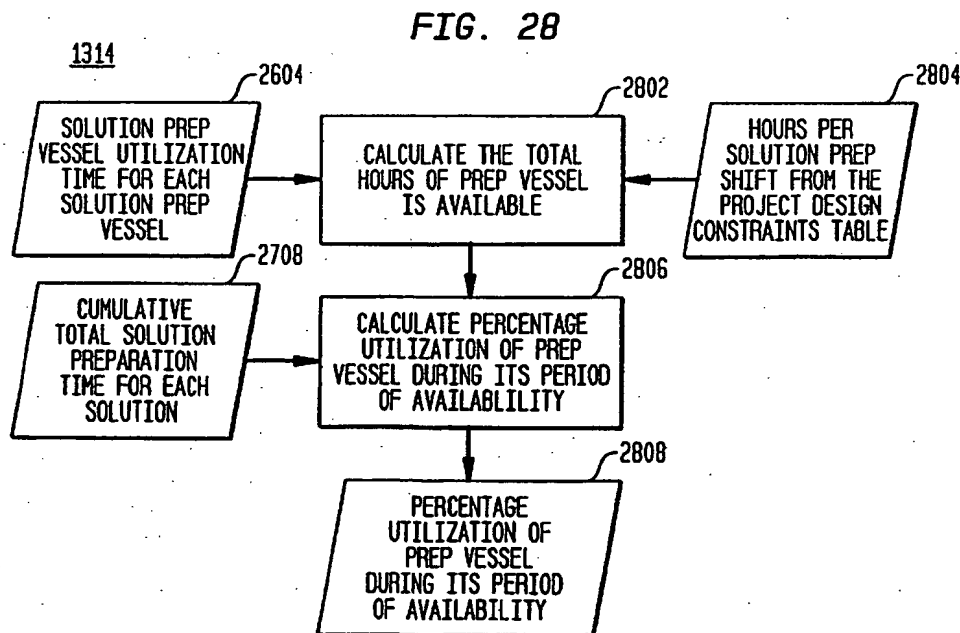 FIG. 28
1314
2604
SOLUTION PREP
VESSEL UTILIZATION
TIME FOR EACH
SOLUTION PREP
VESSEL
2802
CALCULATE THE TOTAL
HOURS OF PREP VESSEL
IS AVAILABLE
2804
HOURS PER
SOLUTION PREP
SHIFT FROM THE
PROJECT DESIGN
CONSTRAINTS TABLE
2708
CUMULATIVE
TOTAL SOLUTION
PREPARATION
TIME FOR EACH
SOLUTION
2806
CALCULATE PERCENTAGE
UTILIZATION OF PREP
VESSEL DURING ITS PERIOD
OF AVAILABLILITY
2808
PERCENTAGE
UTILIZATION OF
PREP VESSEL
DURING ITS PERIOD
OF AVAILABILITY